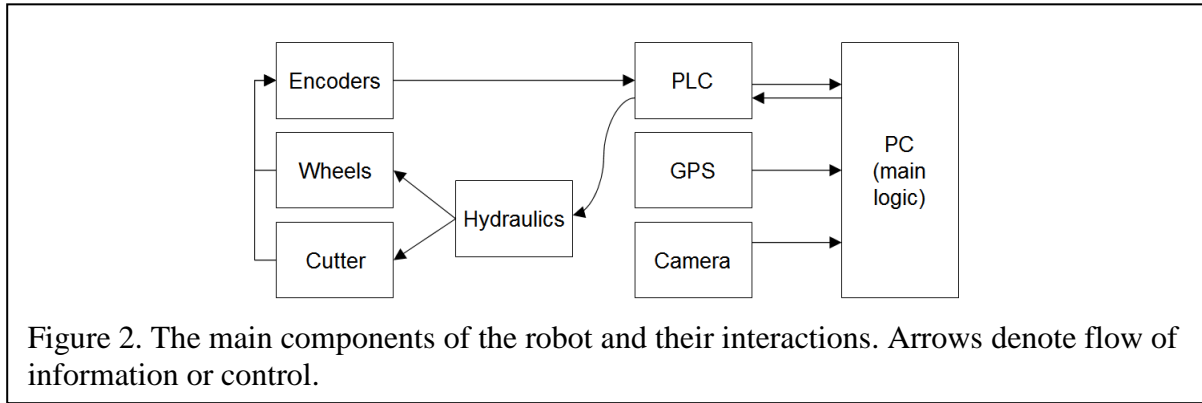 Encoders
PLC
PC
(main
logic)
Wheels
GPS
Hydraulics
Cutter
Camera
Figure 2. The main components of the robot and their interactions. Arrows denote flow of
information or control.